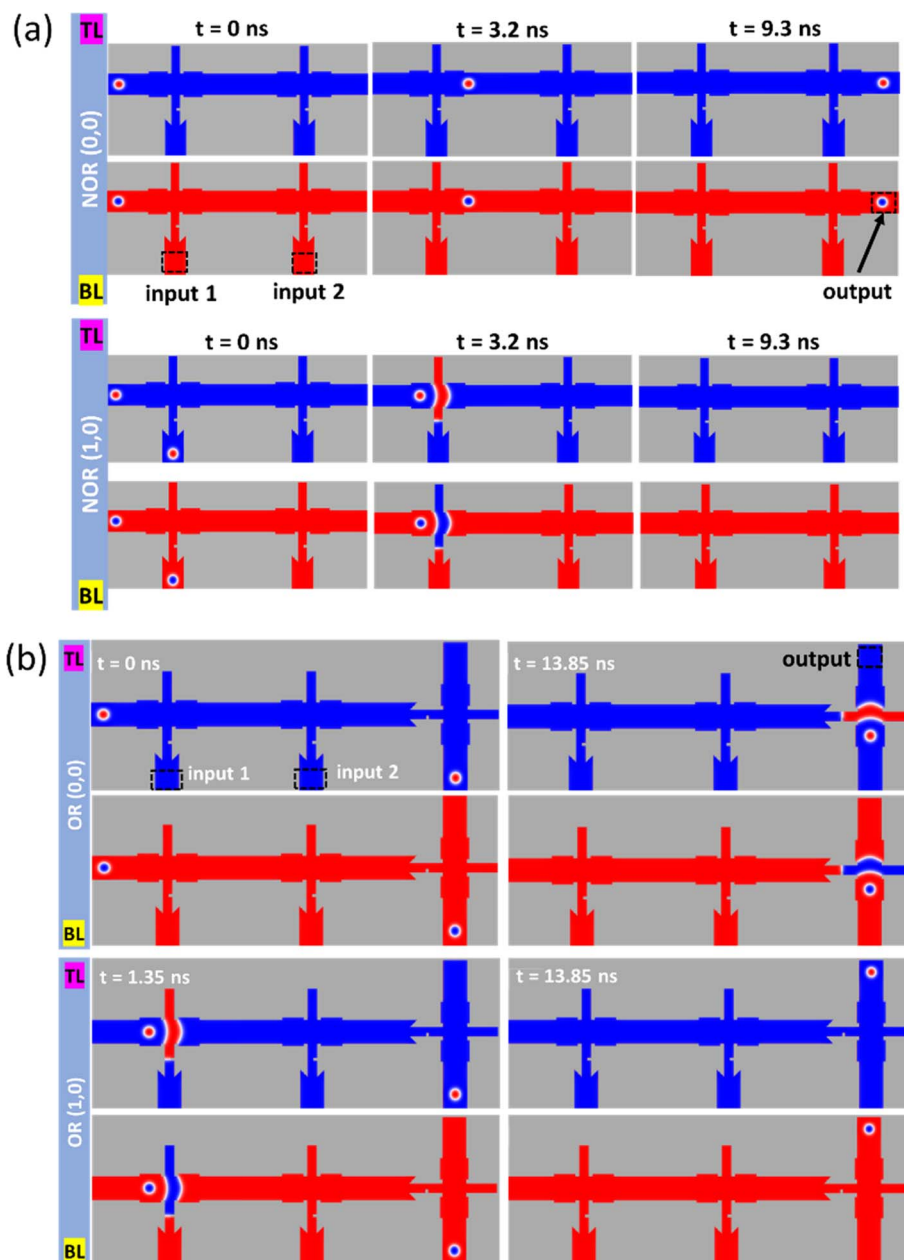 (a)
TL
NOR (0,0)
BL
t = 0 ns
t = 3.2 ns
t = 9.3 ns
input 1
input 2
output
TL
NOR (1,0)
BL
t = 0 ns
t = 3.2 ns
t = 9.3 ns
(b)
TL
OR (0,0)
BL
t = 0 ns
input 1
input 2
t = 13.85 ns
output
TL
OR (1,0)
BL
t = 1.35 ns
t = 13.85 ns